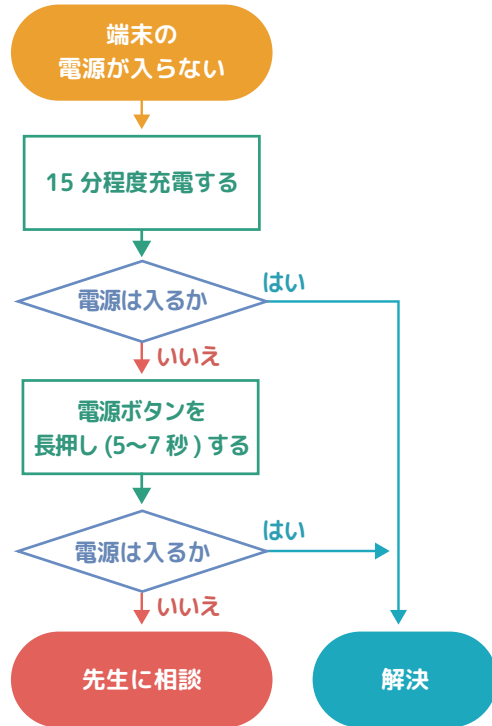 端末の
電源が入らない
15 分程度充電する
電源は入るか
はい
いいえ
電源ボタンを
長押し (5〜7 秒 ) する
電源は入るか
はい
いいえ
先生に相談
解決